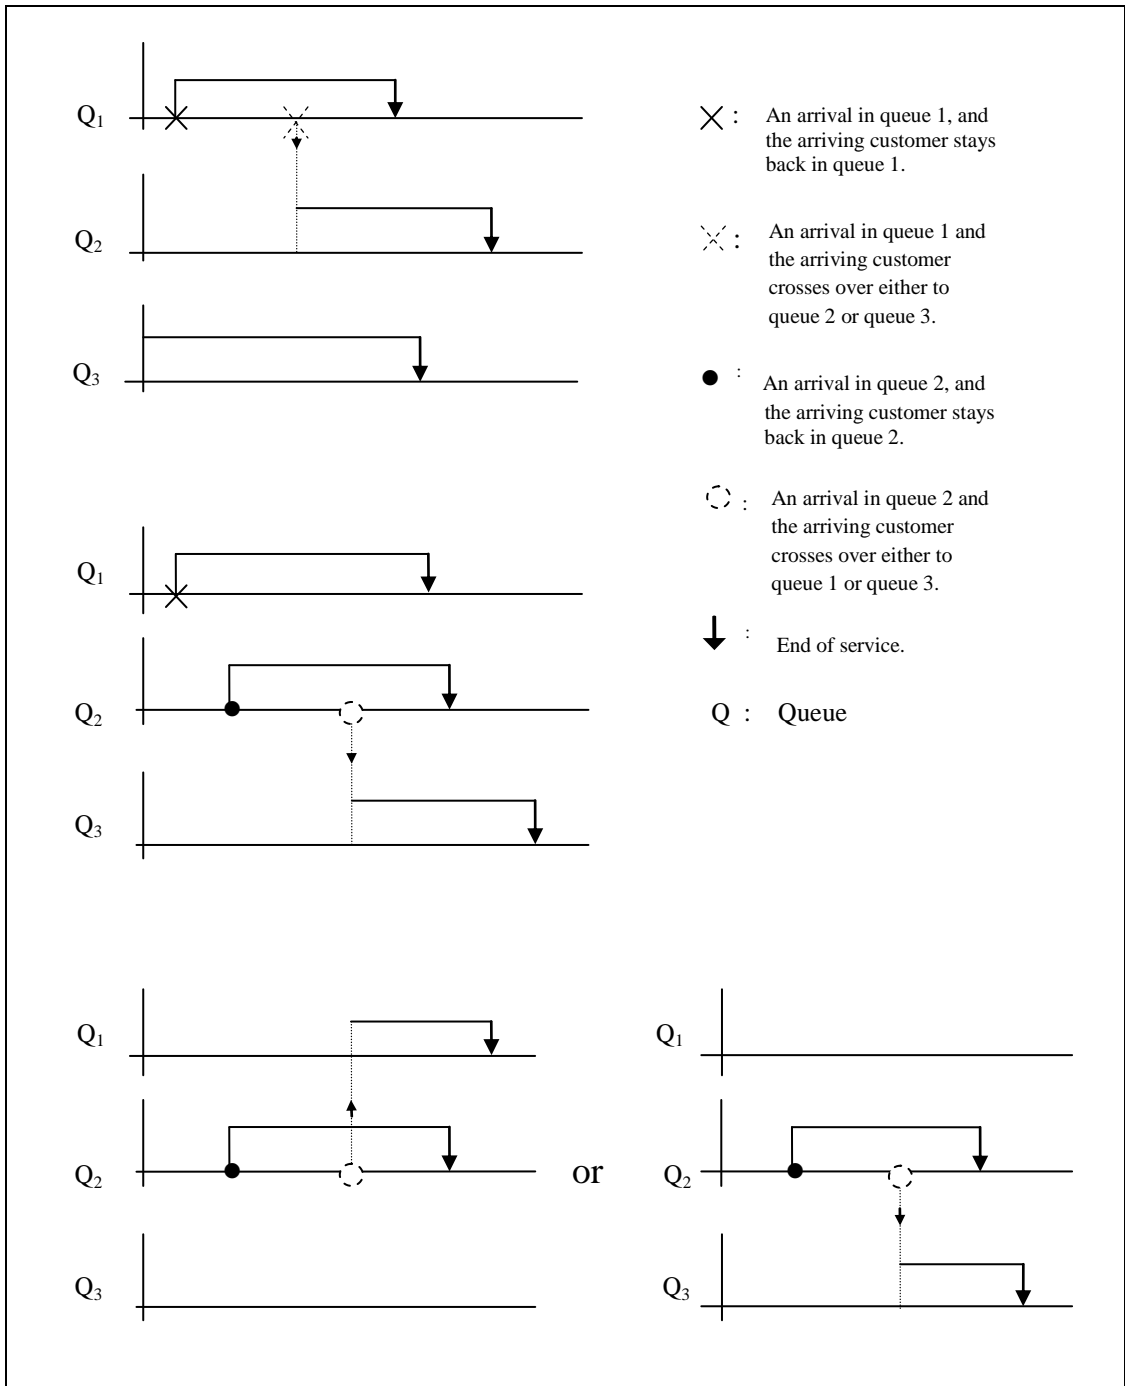 Q1
Q2
Q3
× : An arrival in queue 1, and
the arriving customer stays
back in queue 1.
: An arrival in queue 1 and
the arriving customer
crosses over either to
queue 2 or queue 3.
● : An arrival in queue 2, and
the arriving customer stays
back in queue 2.
: An arrival in queue 2 and
the arriving customer
crosses over either to
queue 1 or queue 3.
: End of service.
Q : Queue
Q1
Q2
Q3
Q1
Q2
Q3
or
Q1
Q2
Q3